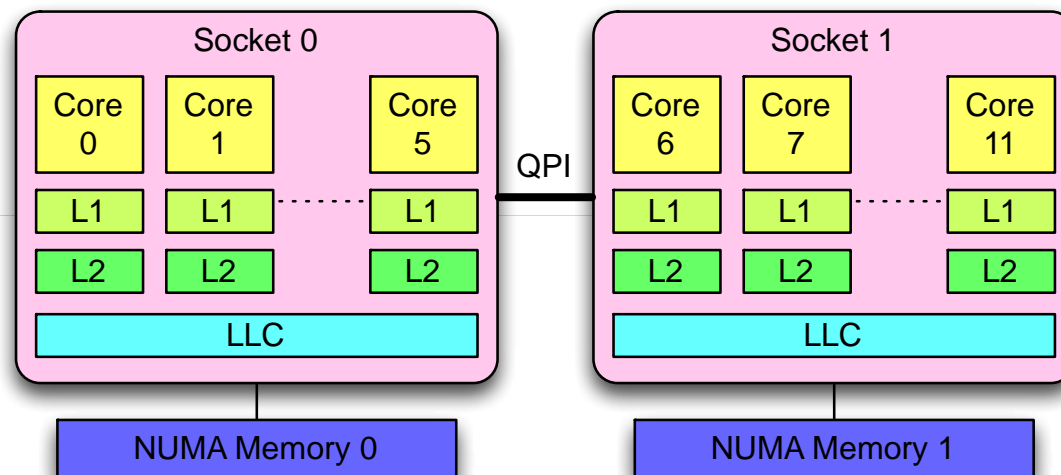 Socket 0
Core
0
Core
1
Core
5
L1
L1
L1
L2
L2
L2
LLC
NUMA Memory 0
QPI
Socket 1
Core
6
Core
7
Core
11
L1
L1
L1
L2
L2
L2
LLC
NUMA Memory 1